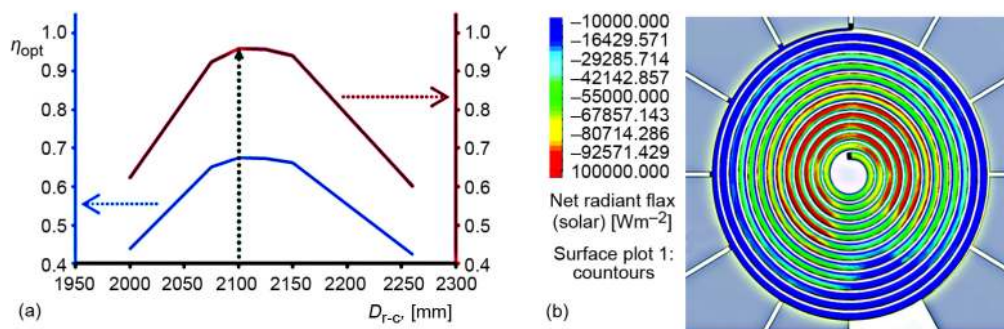 1.0
η_opt
0.9
0.8
0.7
0.6
0.5
0.4
1.0
Y
0.9
0.8
0.7
0.6
0.5
0.4
1950 2000 2050 2100 2150 2200 2250 2300
(a)
D_r-c, [mm]
–10000.000
–16429.571
–29285.714
–42142.857
–55000.000
–67857.143
–80714.286
–92571.429
100000.000
Net radiant flax
(solar) [Wm–2]
Surface plot 1:
countours
(b)